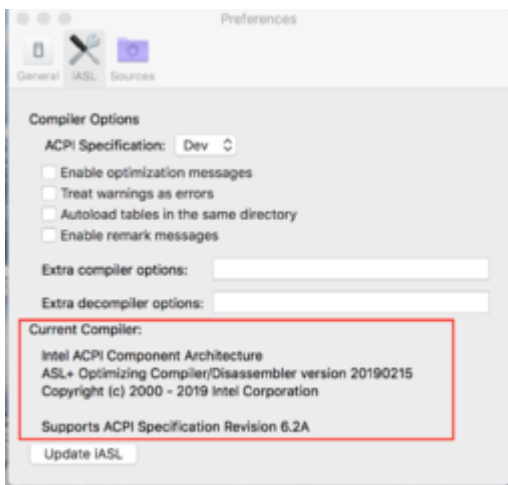 Preferences
General iASL Sources
Compiler Options
ACPI Specification: Dev
Enable optimization messages
Treat warnings as errors
Autoload tables in the same directory
Enable remark messages
Extra compiler options:
Extra decompiler options:
Current Compiler:
Intel ACPI Component Architecture
ASL+ Optimizing Compiler/Disassembler version 20190215
Copyright (c) 2000 - 2019 Intel Corporation
Supports ACPI Specification Revision 6.2A
Update iASL